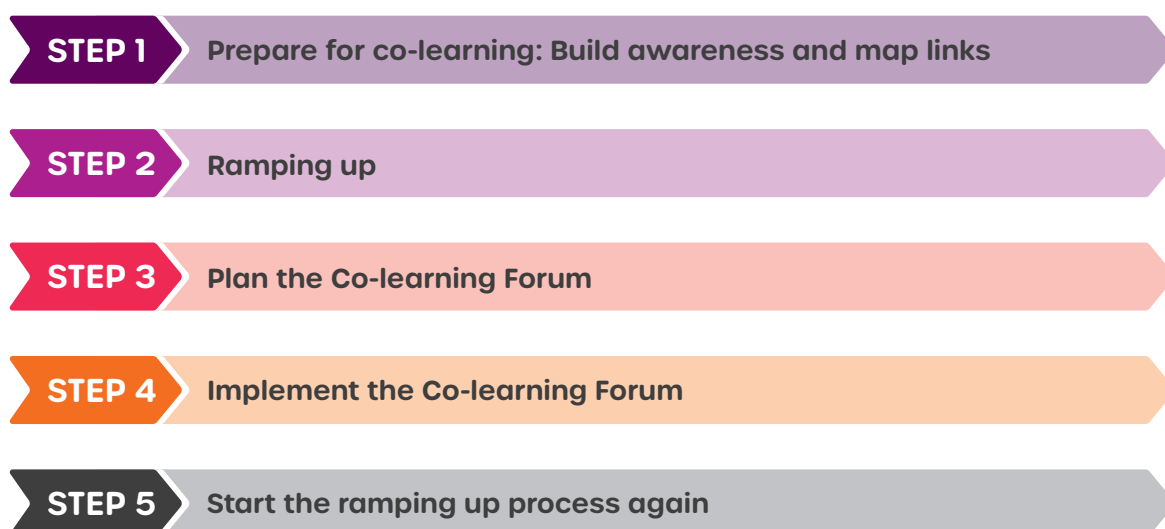 STEP 1 Prepare for co-learning: Build awareness and map links
STEP 2 Ramping up
STEP 3 Plan the Co-learning Forum
STEP 4 Implement the Co-learning Forum
STEP 5 Start the ramping up process again